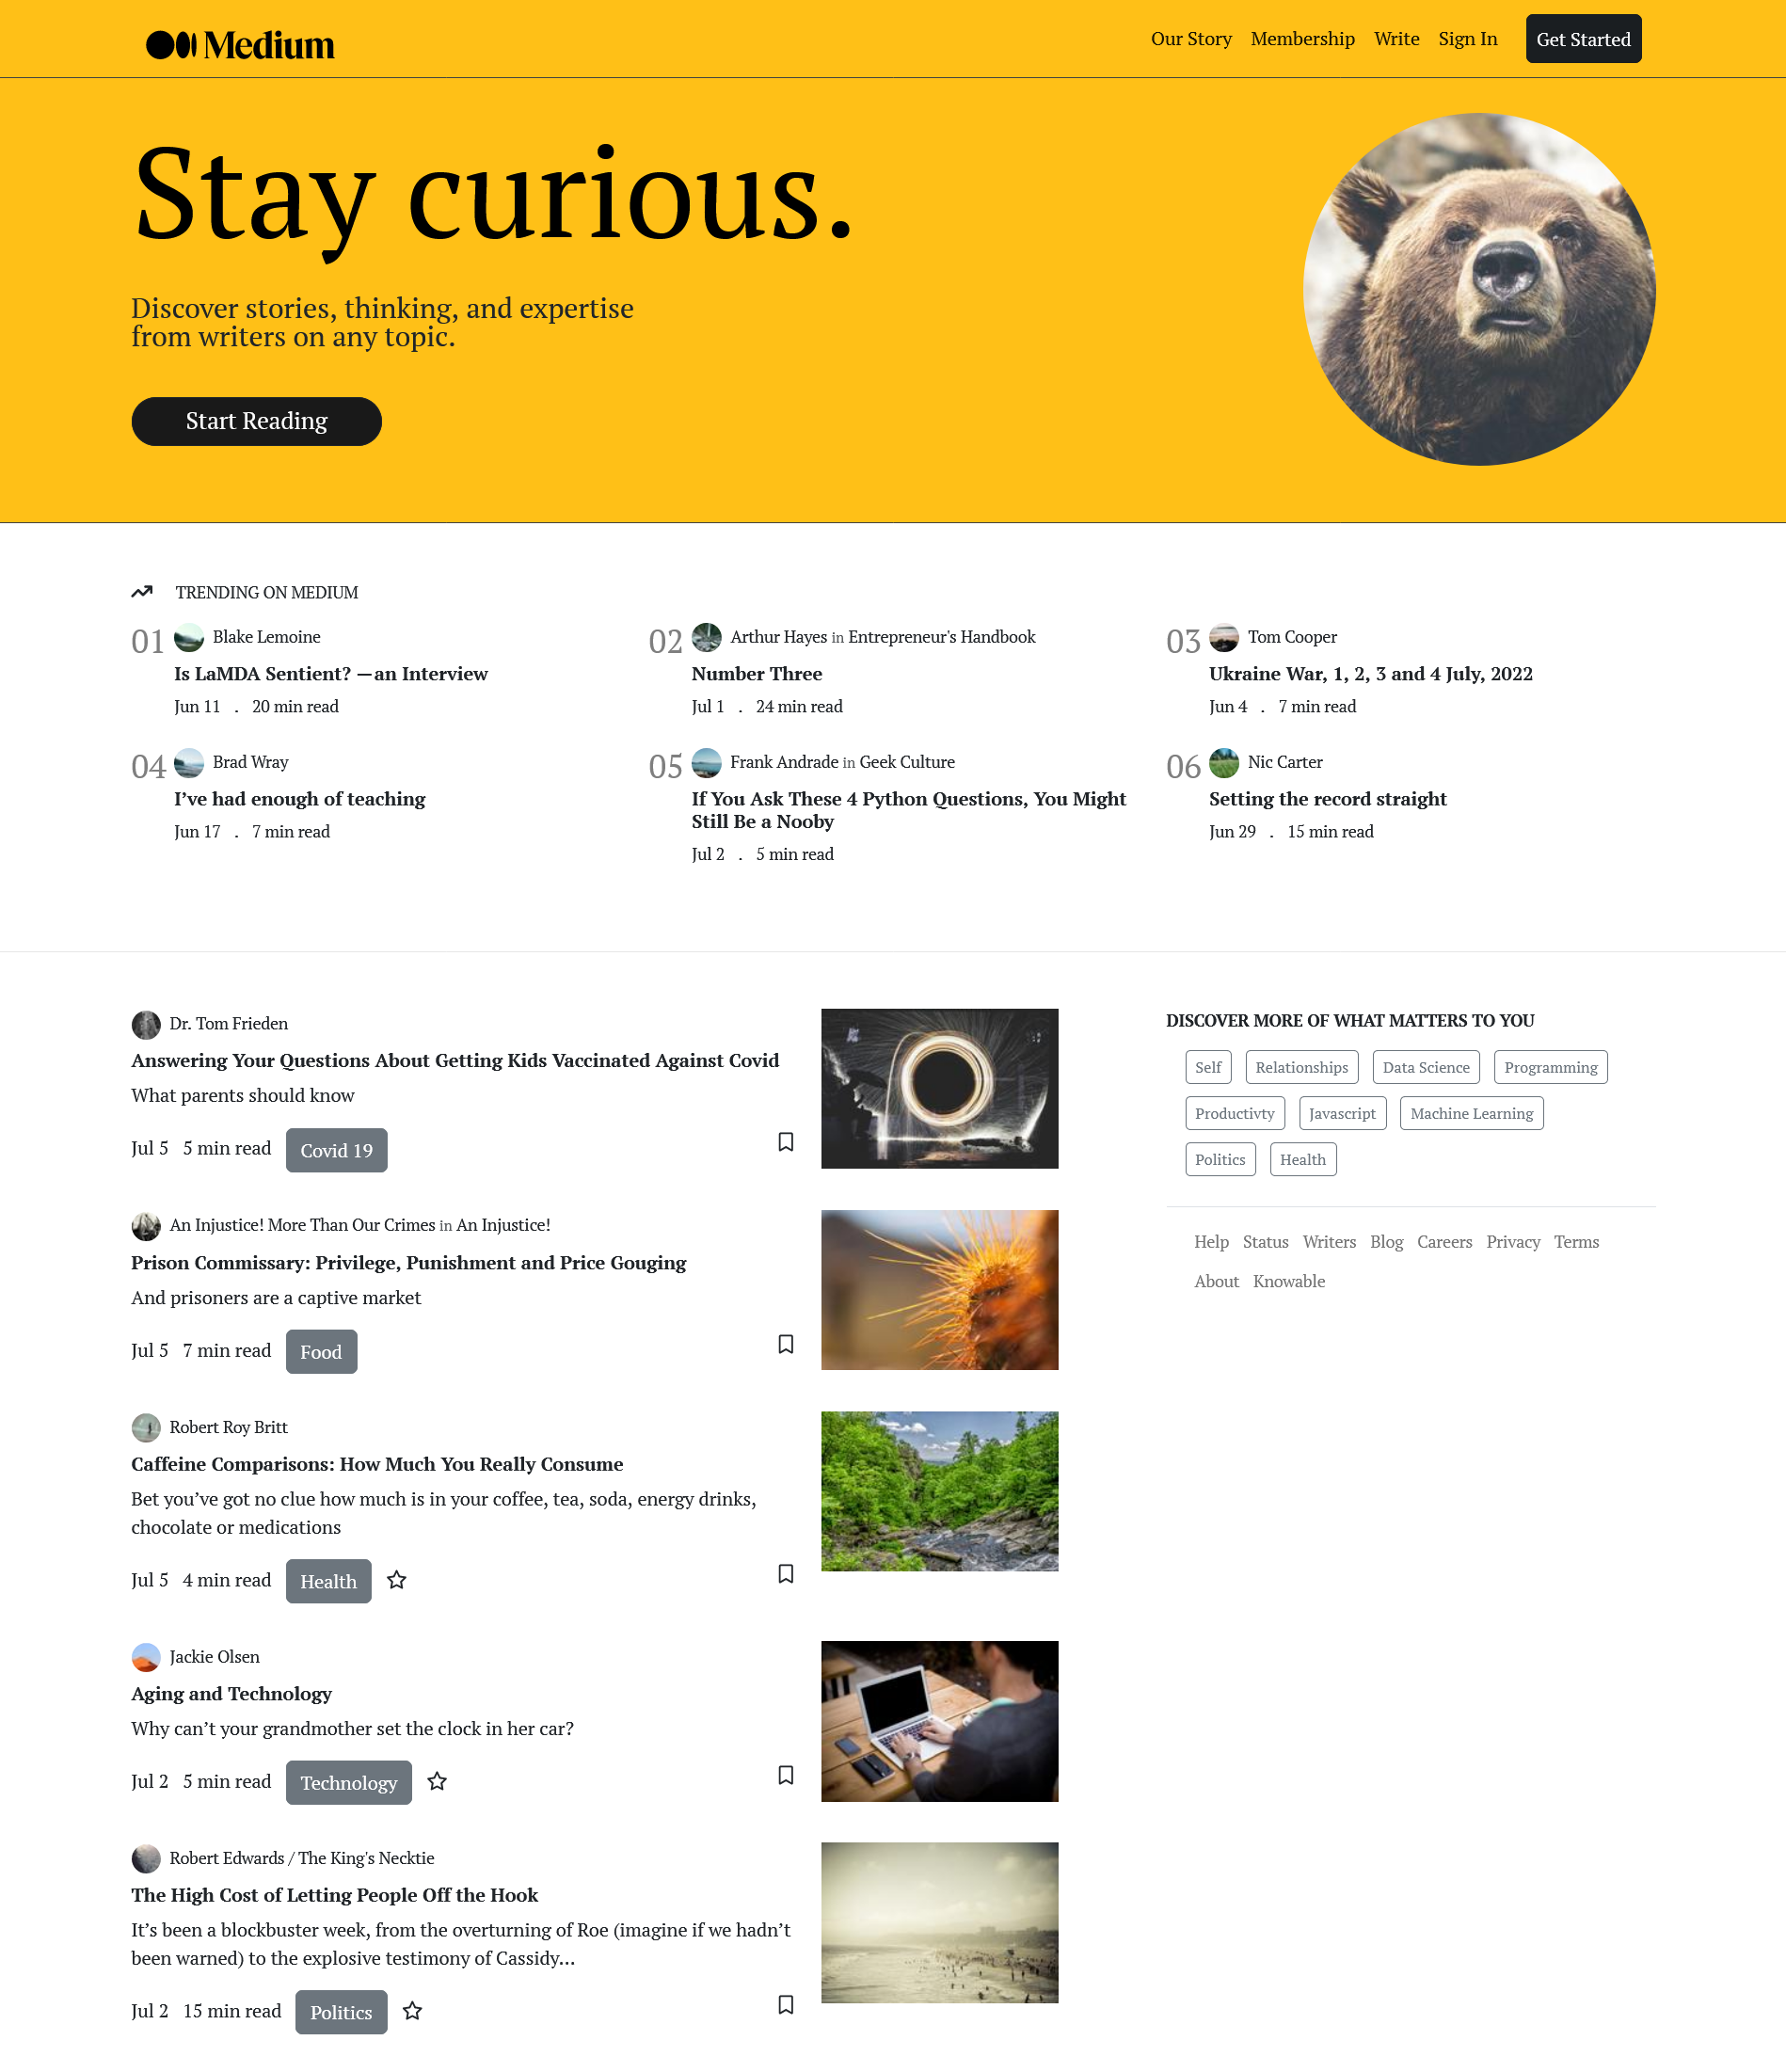 Medium
Our Story Membership Write Sign In Get Started
Stay curious.
Discover stories, thinking, and expertise
from writers on any topic.
Start Reading
TRENDING ON MEDIUM
01 Blake Lemoine
Is LaMDA Sentient? —an Interview
Jun 11 . 20 min read
02 Arthur Hayes in Entrepreneur's Handbook
Number Three
Jul 1 . 24 min read
03 Tom Cooper
Ukraine War, 1, 2, 3 and 4 July, 2022
Jun 4 . 7 min read
04 Brad Wray
I’ve had enough of teaching
Jun 17 . 7 min read
05 Frank Andrade in Geek Culture
If You Ask These 4 Python Questions, You Might
Still Be a Nooby
Jul 2 . 5 min read
06 Nic Carter
Setting the record straight
Jun 29 . 15 min read
Dr. Tom Frieden
Answering Your Questions About Getting Kids Vaccinated Against Covid
What parents should know
Jul 5 5 min read Covid 19
An Injustice! More Than Our Crimes in An Injustice!
Prison Commissary: Privilege, Punishment and Price Gouging
And prisoners are a captive market
Jul 5 7 min read Food
Robert Roy Britt
Caffeine Comparisons: How Much You Really Consume
Bet you’ve got no clue how much is in your coffee, tea, soda, energy drinks,
chocolate or medications
Jul 5 4 min read Health
Jackie Olsen
Aging and Technology
Why can’t your grandmother set the clock in her car?
Jul 2 5 min read Technology
Robert Edwards / The King's Necktie
The High Cost of Letting People Off the Hook
It’s been a blockbuster week, from the overturning of Roe (imagine if we hadn’t
been warned) to the explosive testimony of Cassidy…
Jul 2 15 min read Politics
DISCOVER MORE OF WHAT MATTERS TO YOU
Self Relationships Data Science Programming
Productivty Javascript Machine Learning
Politics Health
Help Status Writers Blog Careers Privacy Terms
About Knowable